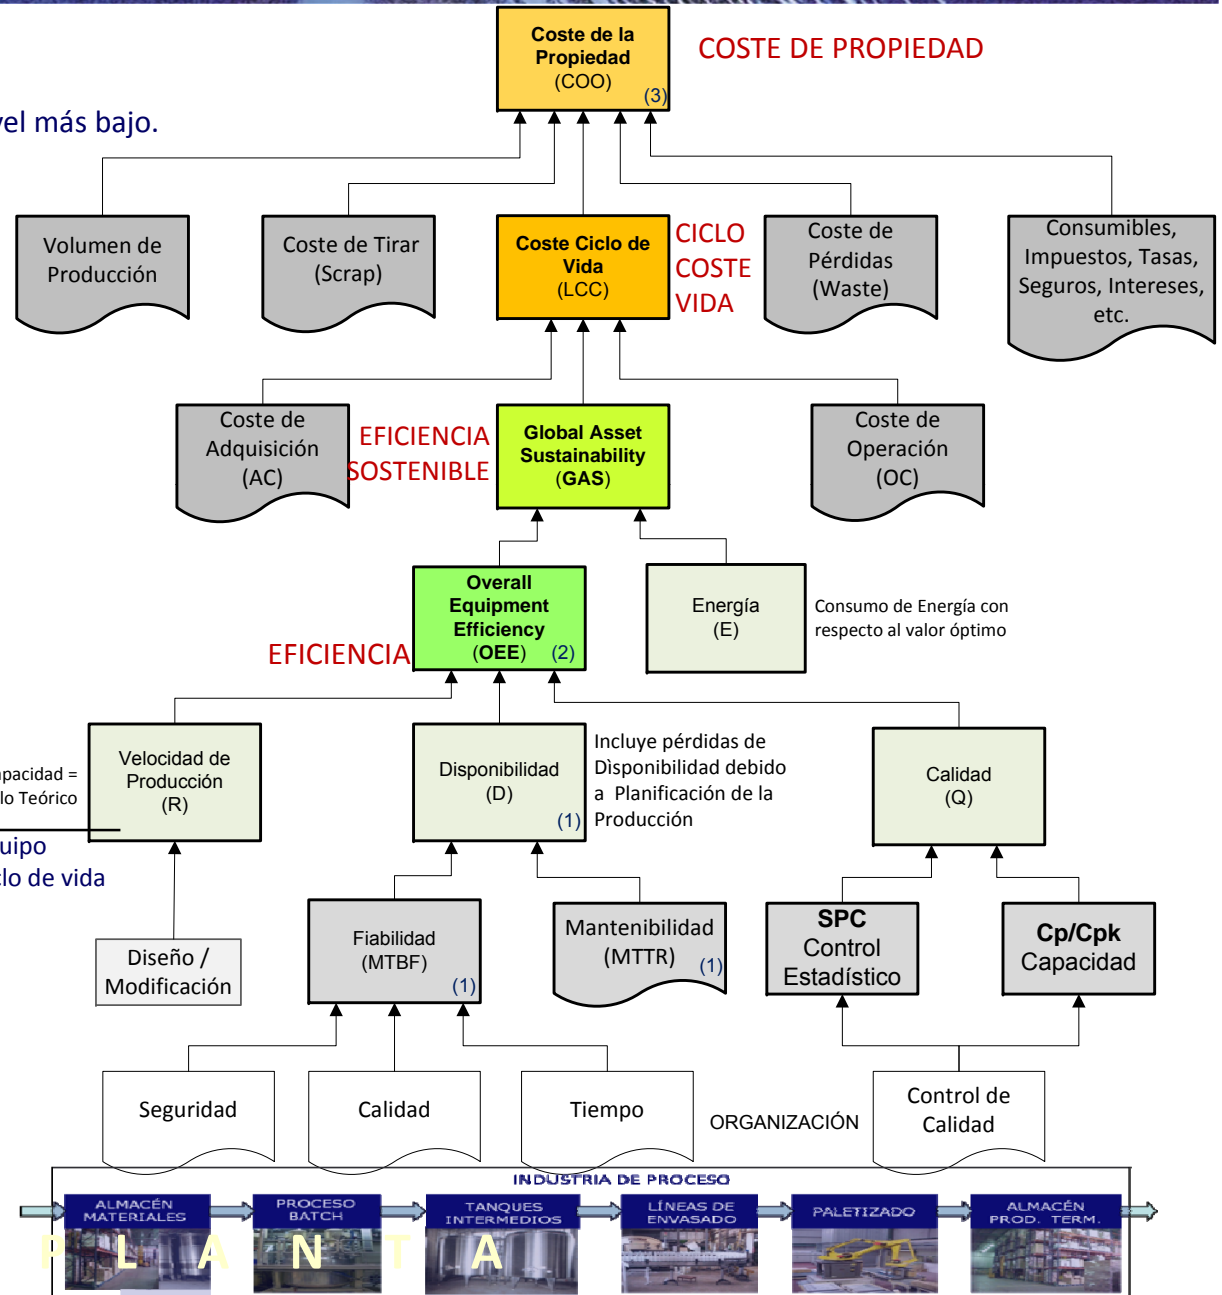 Coste de la
Propiedad
(COO)
(3)
COSTE DE PROPIEDAD
más bajo.
Volumen de
Producción
Coste de Tirar
(Scrap)
Coste Ciclo de
Vida
(LCC)
CICLO
COSTE
VIDA
Coste de
Pérdidas
(Waste)
Consumibles,
Impuestos, Tasas,
Seguros, Intereses,
etc.
Coste de
Adquisición
(AC)
EFICIENCIA
SOSTENIBLE
Global Asset
Sustainability
(GAS)
Coste de
Operación
(OC)
Overall
Equipment
Efficiency
(OEE)
(2)
EFICIENCIA
Energía
(E)
Consumo de Energía con
respecto al valor óptimo
=
Teórico
Velocidad de
Producción
(R)
Disponibilidad
(D)
(1)
Incluye pérdidas de
Dìsponibilidad debido
a Planificación de la
Producción
Calidad
(Q)
de vida
Diseño /
Modificación
Fiabilidad
(MTBF)
(1)
Mantenibilidad
(MTTR)
(1)
SPC
Control
Estadístico
Cp/Cpk
Capacidad
Seguridad
Calidad
Tiempo
ORGANIZACIÓN
Control de
Calidad
INDUSTRIA DE PROCESO
ALMACÉN
MATERIALES
PROCESO
BATCH
TANQUES
INTERMEDIOS
LÍNEAS DE
ENVASADO
PALETIZADO
ALMACÉN
PROD. TERM.
P L A N T A